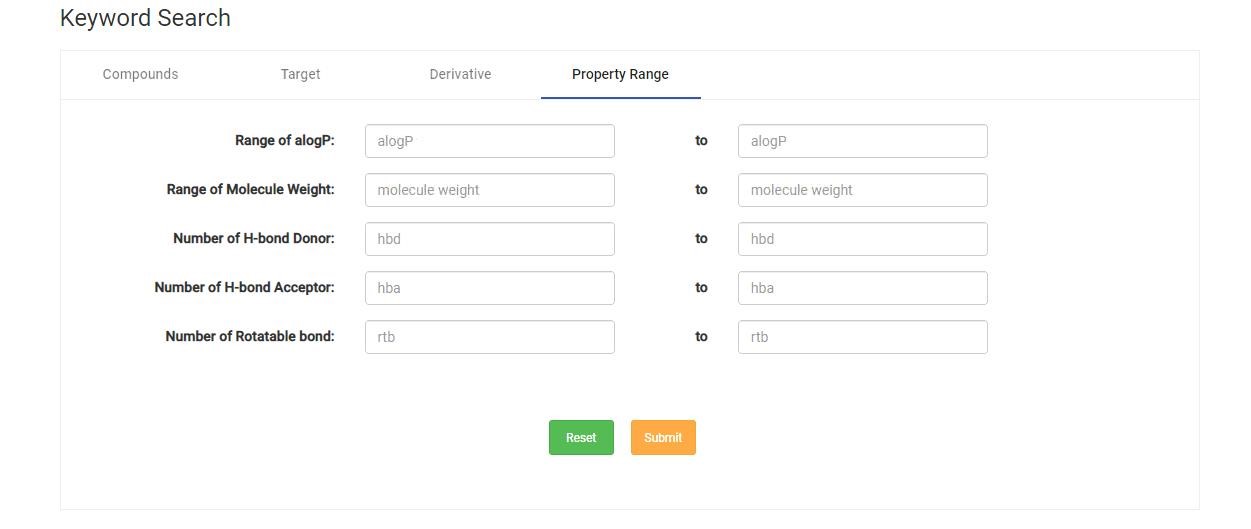 Keyword Search
Compounds Target Derivative Property Range
Range of alogP: alogP to alogP
Range of Molecule Weight: molecule weight to molecule weight
Number of H-bond Donor: hbd to hbd
Number of H-bond Acceptor: hba to hba
Number of Rotatable bond: rtb to rtb
Reset Submit